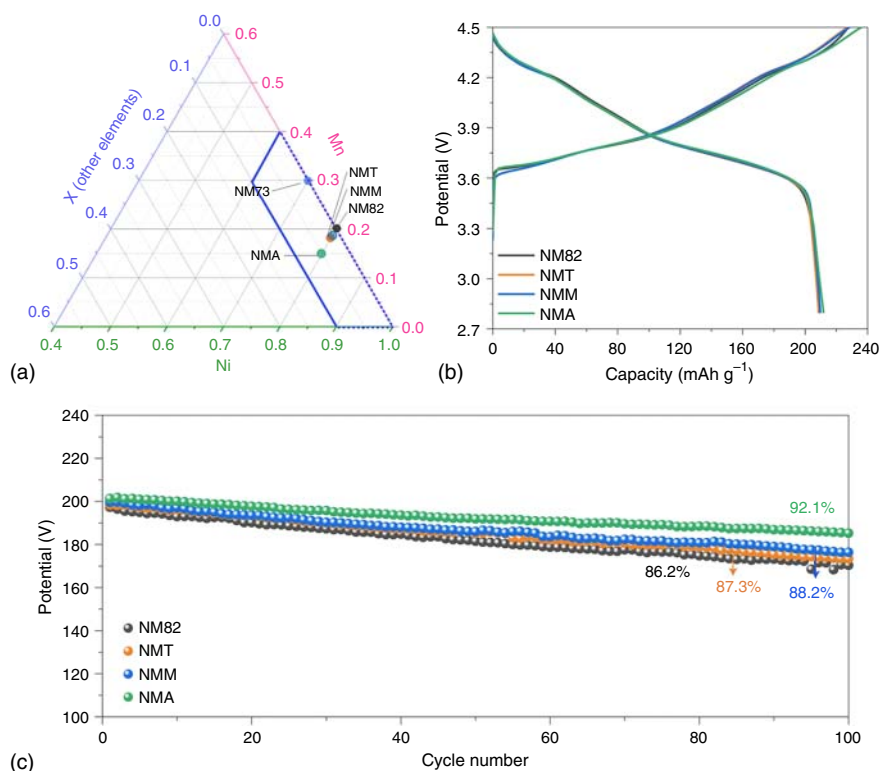 0.0
0.6
0.1
0.5
0.2
0.4
0.3
0.3
0.4
0.2
0.5
0.1
0.6
0.0
X (other elements)
Mn
NMT
NM73
NMM
NM82
NMA
0.4
0.5
0.6
0.7
0.8
0.9
1.0
Ni
(a)
4.5
4.2
3.9
3.6
3.3
3.0
2.7
Potential (V)
NM82
NMT
NMM
NMA
0 40 80 120 160 200 240
Capacity (mAh g⁻¹)
(b)
240
220
200
180
160
140
120
100
Potential (V)
92.1%
86.2%
87.3%
88.2%
NM82
NMT
NMM
NMA
0 20 40 60 80 100
Cycle number
(c)